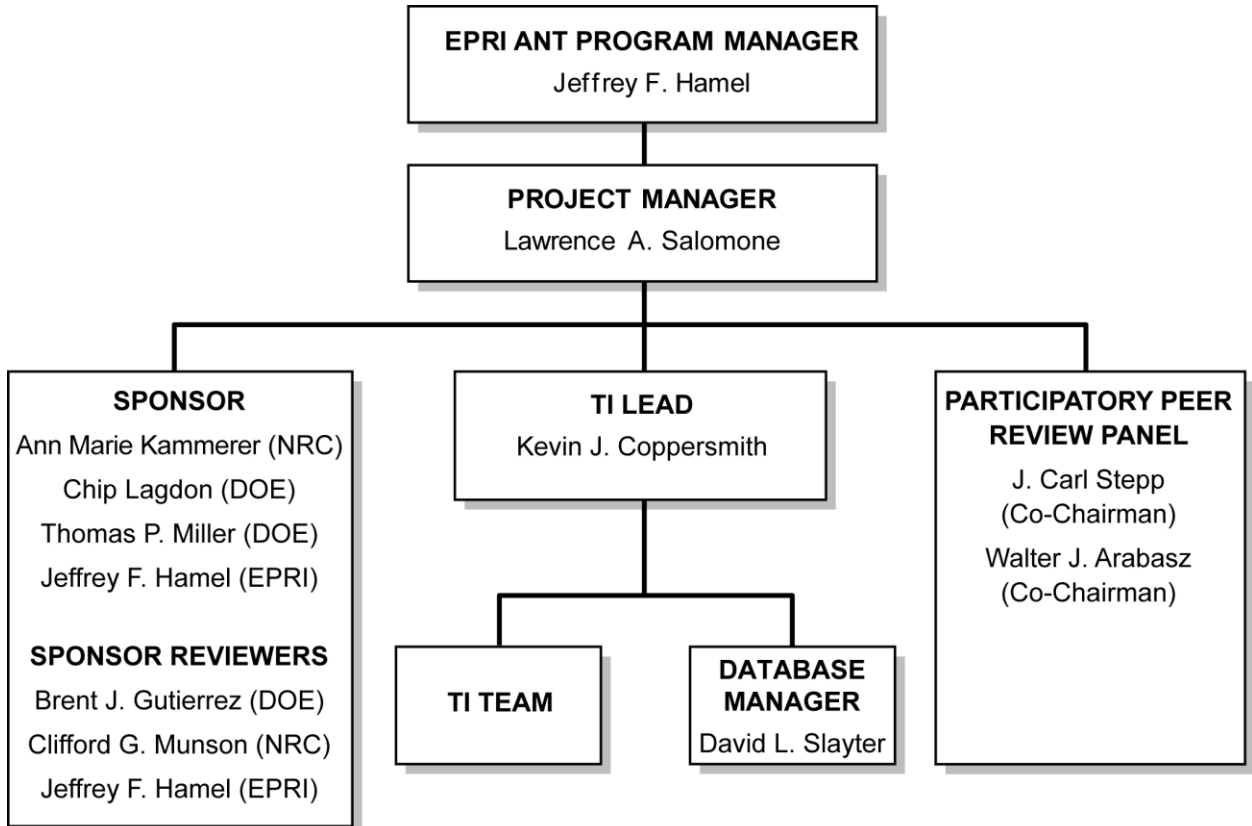 EPRI ANT PROGRAM MANAGER
Jeffrey F. Hamel
PROJECT MANAGER
Lawrence A. Salomone
SPONSOR
Ann Marie Kammerer (NRC)
Chip Lagdon (DOE)
Thomas P. Miller (DOE)
Jeffrey F. Hamel (EPRI)
SPONSOR REVIEWERS
Brent J. Gutierrez (DOE)
Clifford G. Munson (NRC)
Jeffrey F. Hamel (EPRI)
TI LEAD
Kevin J. Coppersmith
TI TEAM
DATABASE
MANAGER
David L. Slayter
PARTICIPATORY PEER
REVIEW PANEL
J. Carl Stepp
(Co-Chairman)
Walter J. Arabasz
(Co-Chairman)